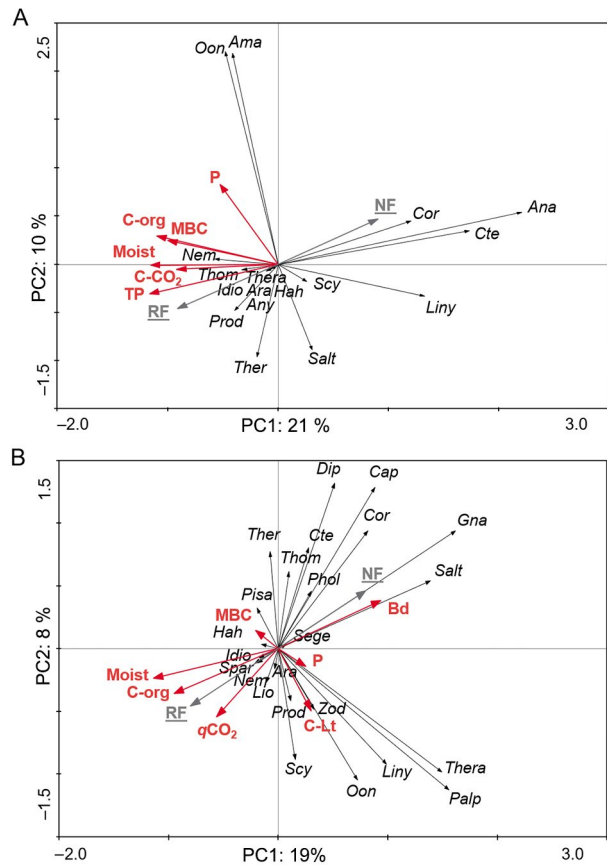 A
2.5
Oon Ama
P
NF
C-org
MBC
Cor
Ana
Cte
Moist
Nem
C-CO₂
Thom Thera
Scy
TP
Idio Ara Hah
Liny
RF
Any
Prod
Ther
Salt
PC2: 10 %
–1.5
–2.0
PC1: 21 %
3.0
B
1.5
Dip
Cap
Cor
Gna
Ther
Cte
Thom
NF
Salt
Phol
Pisa
Bd
MBC
Hah
Sege
Idio
P
Spar
Ara
Moist
Nem
C-org
Lio
RF
Prod
Zod
qCO₂
C-Lt
Scy
Liny
Thera
Oon
Palp
PC2: 8 %
–1.5
–2.0
PC1: 19%
3.0